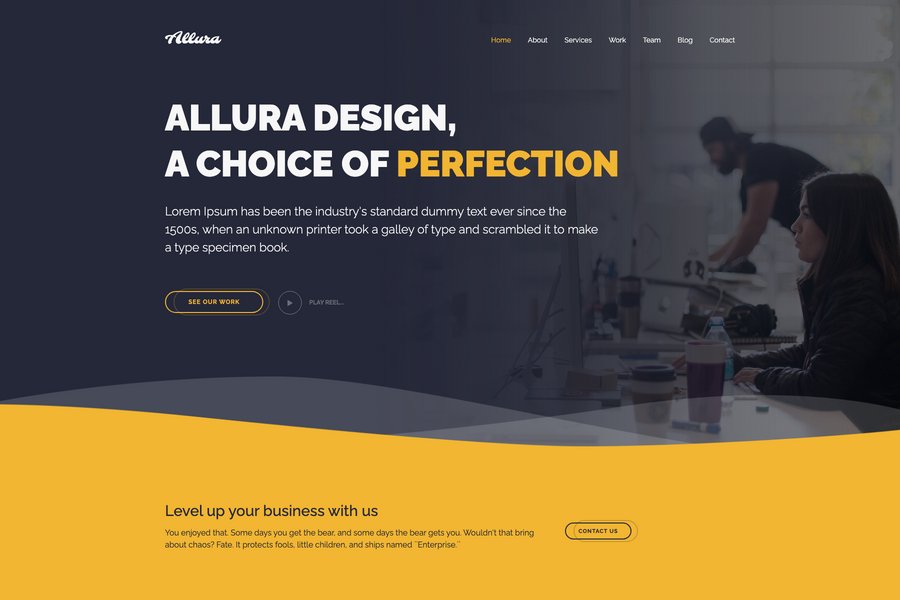 Allura
Home About Services Work Team Blog Contact
ALLURA DESIGN,
A CHOICE OF PERFECTION
Lorem Ipsum has been the industry's standard dummy text ever since the
1500s, when an unknown printer took a galley of type and scrambled it to make
a type specimen book.
SEE OUR WORK
PLAY REEL...
Level up your business with us
You enjoyed that. Some days you get the bear, and some days the bear gets you. Wouldn't that bring
about chaos? Fate. It protects fools, little children, and ships named ``Enterprise.``
CONTACT US